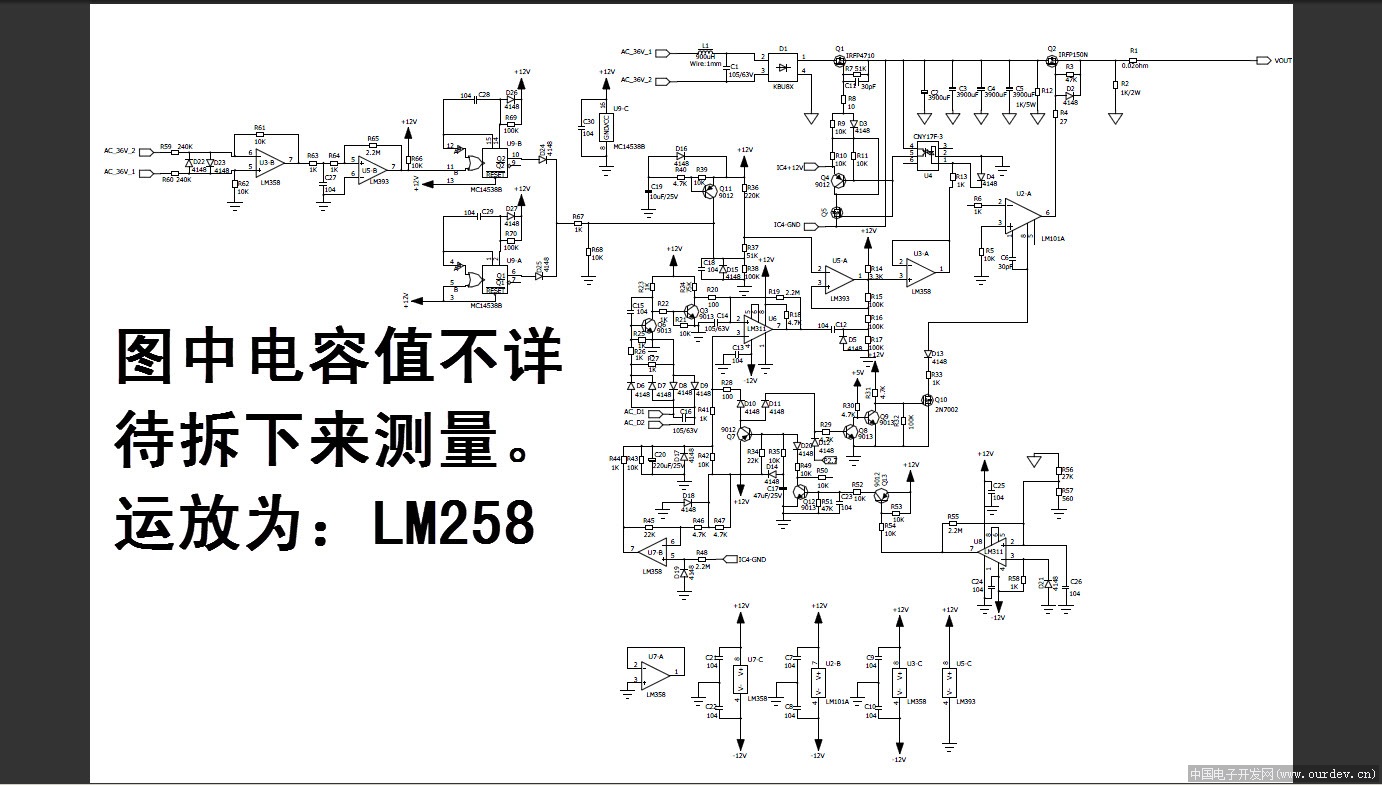 AC_36V_1
L1
900uH
Wire:1mm
C1
105/63V
AC_36V_2
D1
KBU8X
Q1
IRFP4710
R7 51K
C11 30pF
R8
10
R9
10K
D3
4148
C2
3900uF
C3
3900uF
C4
3900uF
C5
3900uF
R12
1K/5W
Q2
IRFP150N
R3
47K
D2
4148
R4
27
R1
0.02ohm
R2
1K/2W
VOUT
+12V
104 C28
D26
4148
R69
100K
U9-B
MC14538B
RESET
D24
4148
C30
104
+12V
U9-C
GND/CC
MC14538B
AC_36V_2
R59 240K
AC_36V_1
R60 240K
D22
4148
D23
4148
R61
10K
R62
10K
U3-B
LM358
R63
1K
R64
1K
C27
104
R65
2.2M
U5-B
LM393
+12V
R66
10K
+12V
104 C29
D27
4148
R70
100K
U9-A
MC14538B
RESET
D25
4148
+12V
R67
1K
R68
10K
D16
4148
R40
4.7K
R39
10K
C19
10uF/25V
Q11
9012
+12V
R36
220K
R37
51K
R38
100K
C18
104
D15
4148
IC4+12V
R10
10K
R11
10K
Q4
9012
Q5
IC4-GND
CNY17F-3
U4
R13
1K
D4
4148
R6
1K
U2-A
LM101A
R5
10K
C6
30pF
U5-A
LM393
+12V
R14
3.3K
R15
100K
R16
100K
R17
100K
U3-A
LM358
+12V
R23
1K
R24
R20
100
R22
1K
Q3
9013
R21
10K
C15
104
Q6
9013
R25
1K
R26
1K
R27
1K
C14
105/63V
R19 2.2M
R18
4.7K
U6
LM311
C13
104
-12V
104 C12
D5
4148
+12V
D6
4148
D7
4148
D8
4148
D9
4148
AC_D1
AC_D2
C16
105/63V
R28
100
R41
1K
D10
4148
D11
4148
9012
Q7
R29
4.7K
D12
4148
P2.7
+5V
R30
4.7K
R31
4.7K
Q8
9013
Q9
9013
R32
100K
D13
4148
R33
1K
Q10
2N7002
R44
1K
R43
10K
C20
220uF/25V
D17
4148
R42
10K
R34
22K
R35
10K
D20
4148
R49
10K
R50
10K
D14
4148
C17
47uF/25V
+12V
Q12
9013
R51
47K
C23
104
R52
10K
9012
Q13
+12V
R53
10K
R54
10K
D18
4148
R45
22K
R46
4.7K
R47
4.7K
U7-B
LM358
R48
2.2M
IC4-GND
D19
4148
+12V
C25
104
R55
2.2M
U8
LM311
R56
27K
R57
560
C24
104
R58
1K
-12V
D21
4148
C26
104
图中电容值不详
待拆下来测量。
运放为：LM258
U7-A
LM358
+12V
C21
104
C22
104
U7-C
LM358
-12V
+12V
C7
104
C8
104
U2-B
LM101A
-12V
+12V
C9
104
C10
104
U3-C
LM358
-12V
+12V
U5-C
LM393
中国电子开发网(www.ourdev.cn)